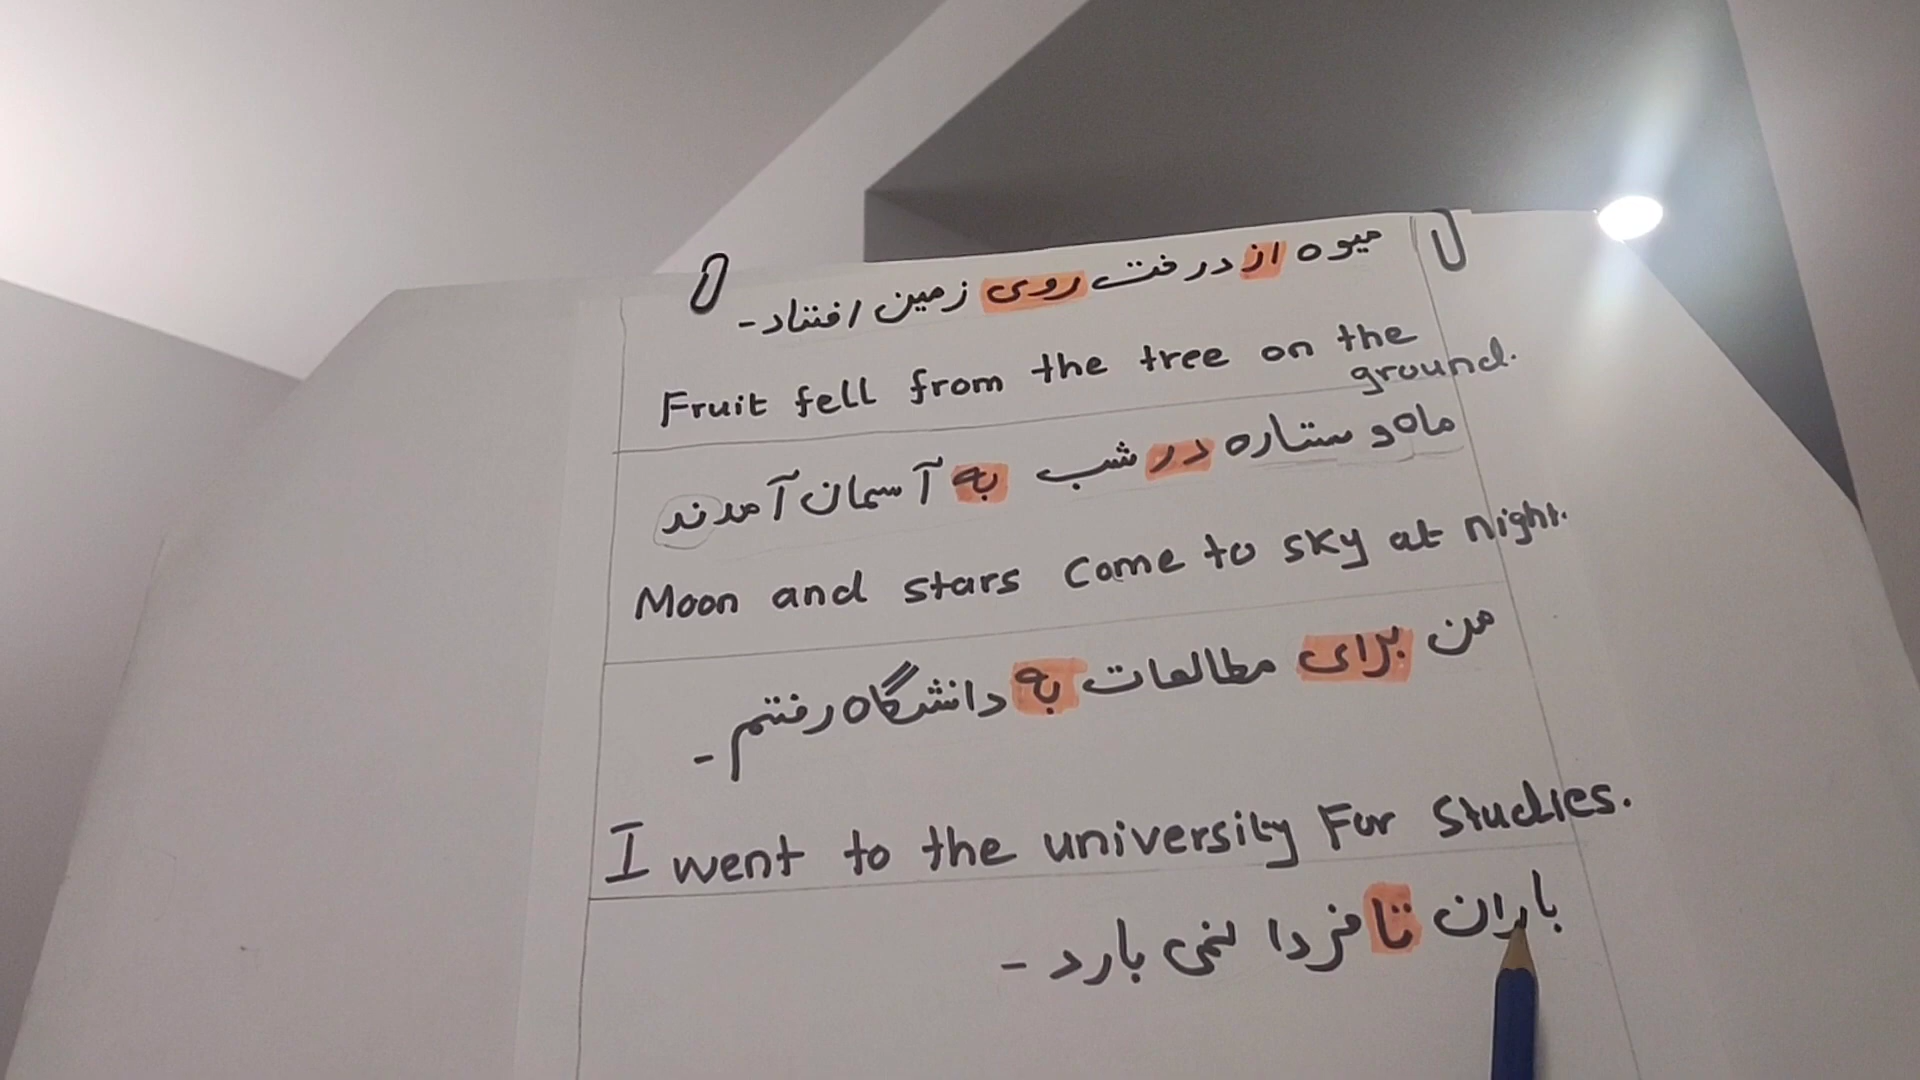 میوه از درخت روی زمین افتاد-
Fruit fell from the tree on the
ground.
ماه و ستاره در شب به آسمان آمدند
Moon and stars come to sky at night.
من برای مطالعات به دانشگاه رفتم-
I went to the university For Studies.
باران تا فردا نمی بارد-